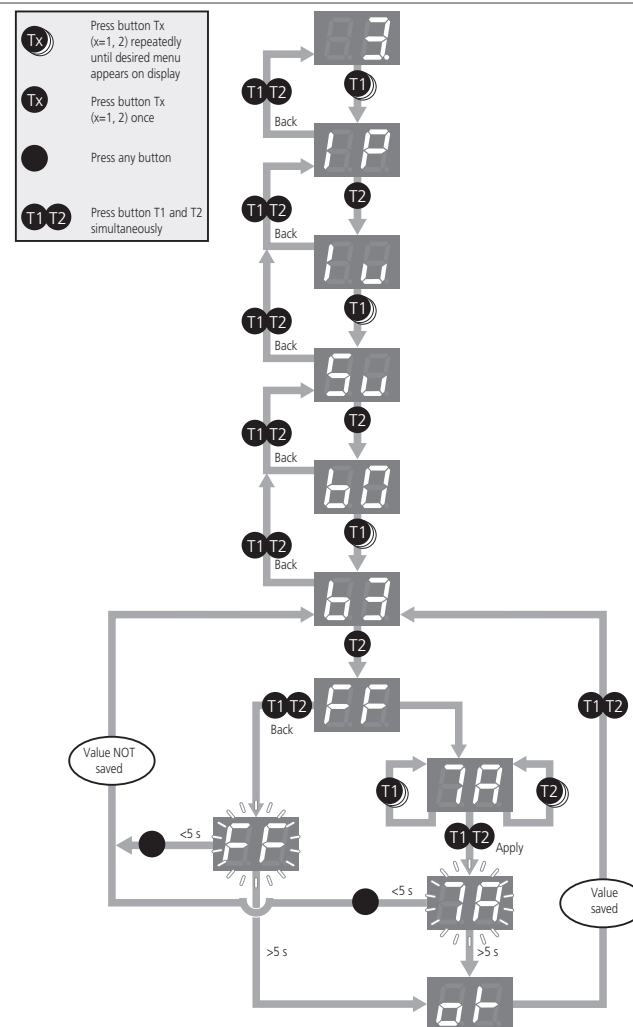 Tx
Press button Tx
(x=1, 2) repeatedly
until desired menu
appears on display
Tx
Press button Tx
(x=1, 2) once
Press any button
T1 T2
Press button T1 and T2
simultaneously
3.
T1
T1 T2
Back
IP
T2
T1 T2
Back
Iu
T1
T1 T2
Back
Su
T2
T1 T2
Back
b0
T1
T1 T2
Back
b3
T2
FF
T1 T2
Back
T1 T2
Value NOT
saved
7A
T1
T2
T1 T2
Apply
<5 s
FF
<5 s
7A
Value
saved
>5 s
>5 s
ok